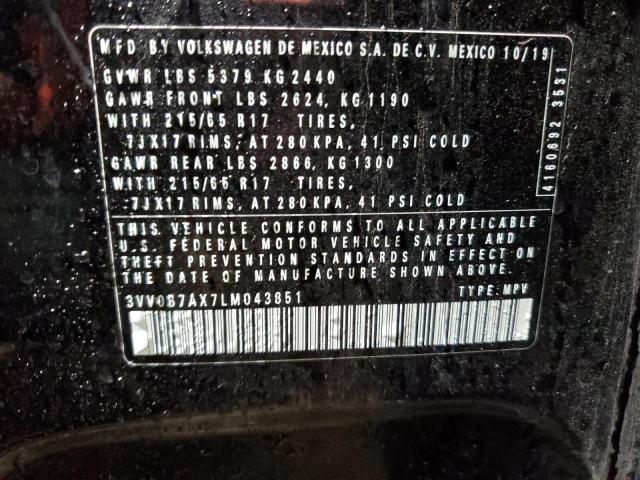 MFD BY VOLKSWAGEN DE MEXICO S.A. DE C.V. MEXICO 10/19
GVWR LBS 5379 KG 2440
GAWR FRONT LBS 2624, KG 1190
WITH 215/65 R17 TIRES,
7JX17 RIMS, AT 280 KPA, 41 PSI COLD
GAWR REAR LBS 2866, KG 1300
WITH 215/65 R17 TIRES,
7JX17 RIMS, AT 280 KPA, 41 PSI COLD
4160692 3531
THIS VEHICLE CONFORMS TO ALL APPLICABLE
U.S. FEDERAL MOTOR VEHICLE SAFETY AND
THEFT PREVENTION STANDARDS IN EFFECT ON
THE DATE OF MANUFACTURE SHOWN ABOVE.
3VV0B7AX7LM043851 TYPE: MPV